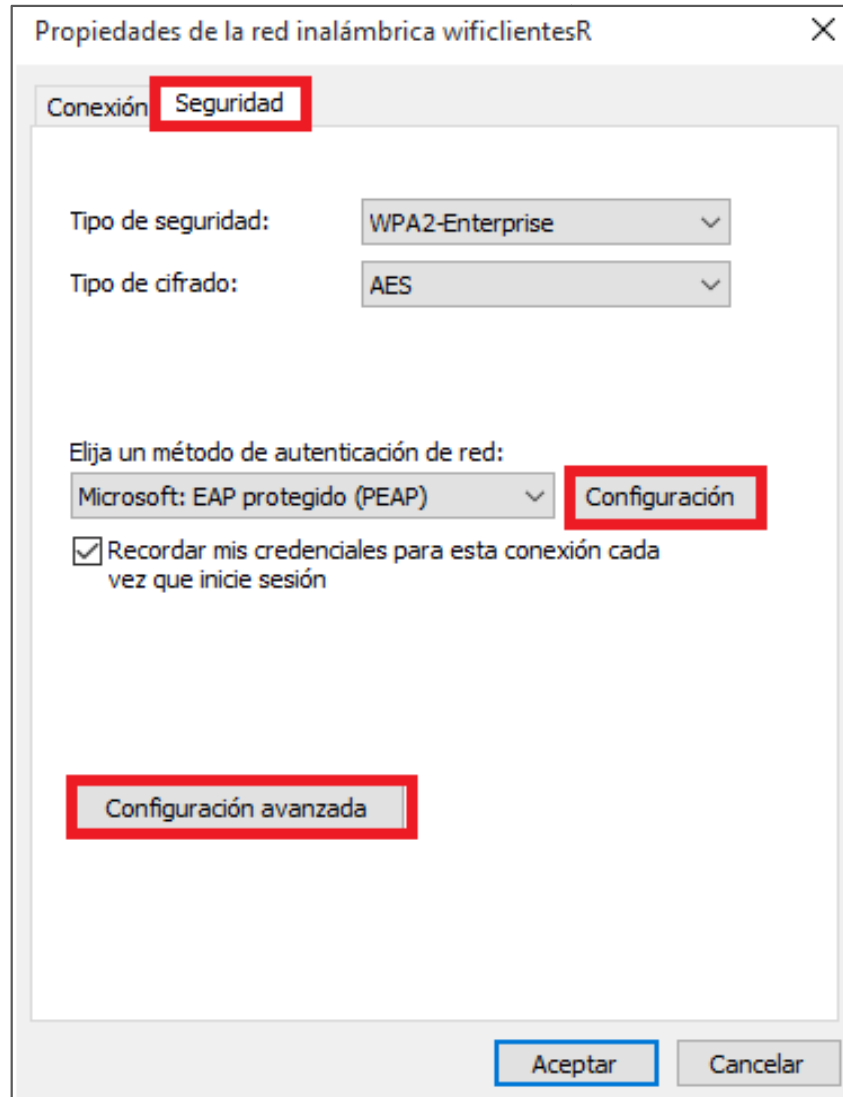 Propiedades de la red inalámbrica wificlientesR
Conexión
Seguridad
Tipo de seguridad:
WPA2-Enterprise
Tipo de cifrado:
AES
Elija un método de autenticación de red:
Microsoft: EAP protegido (PEAP)
Configuración
Recordar mis credenciales para esta conexión cada
vez que inicie sesión
Configuración avanzada
Aceptar
Cancelar